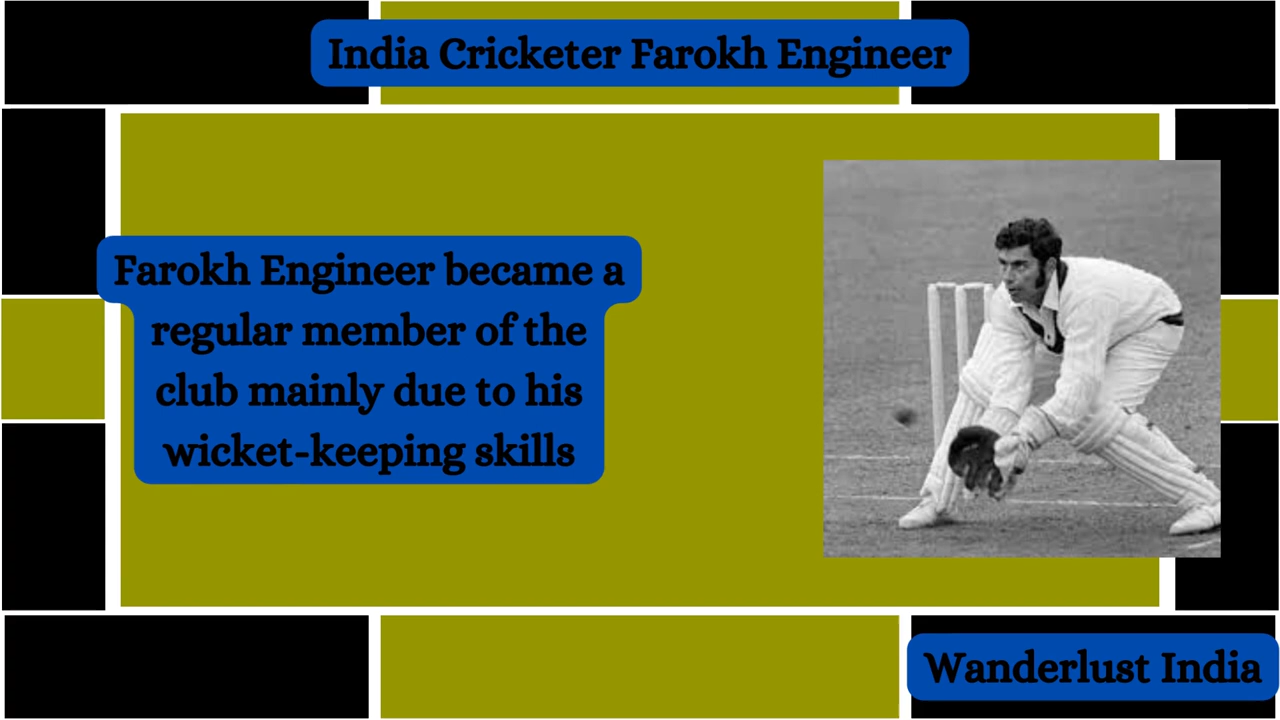 India Cricketer Farokh Engineer
Farokh Engineer became a
regular member of the
club mainly due to his
wicket-keeping skills
Wanderlust India